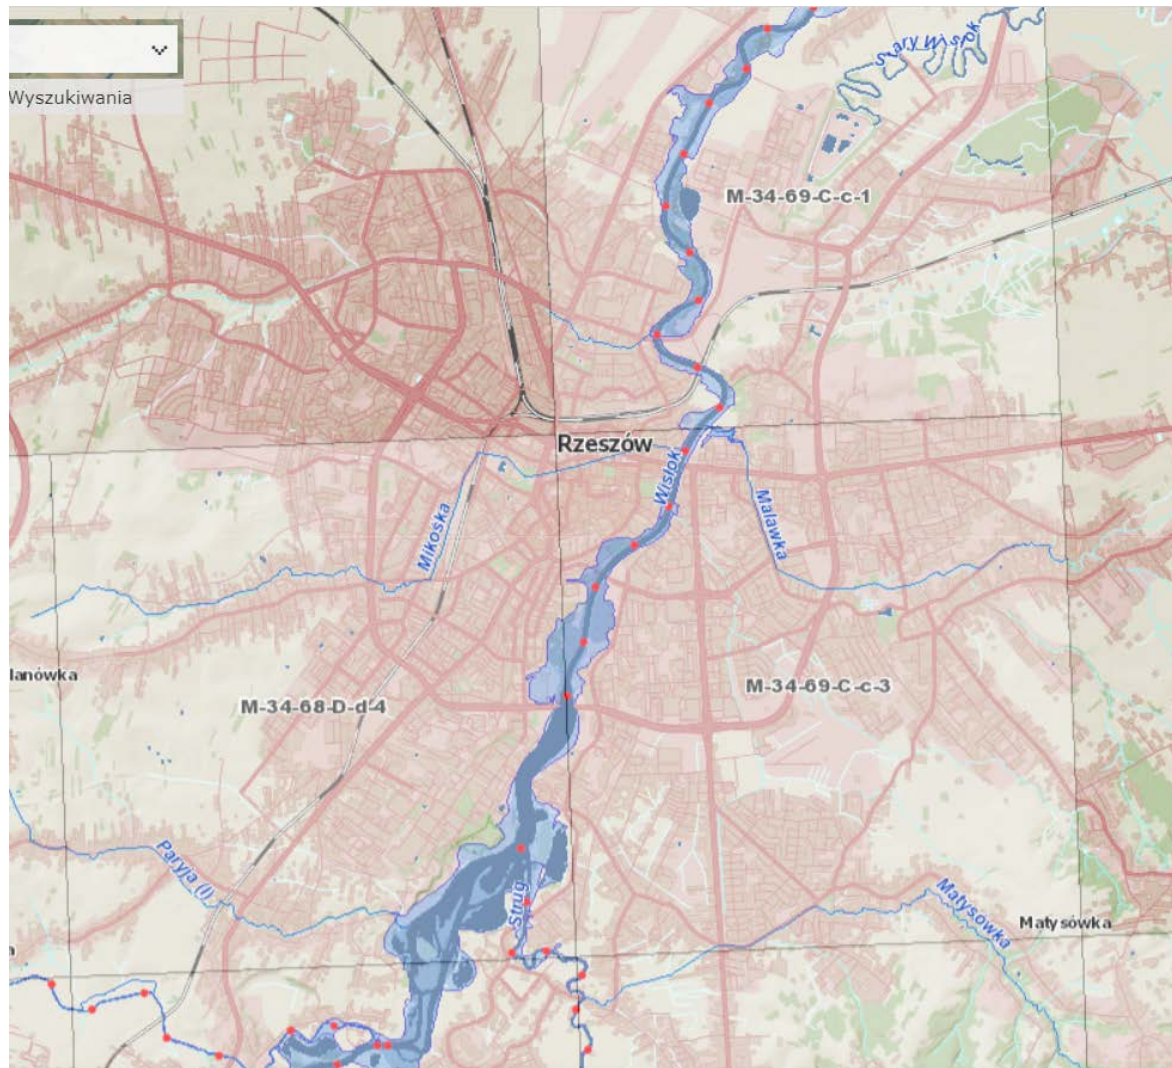 Stary Wisłok
Wyszukiwania
M-34-69-C-c-1
Rzeszów
Wisłok
Mikośka
Malawka
lanówka
M-34-69-C-c-3
M-34-68-D-d-4
Paryja (I)
Strug
Matysówka
Matysówka
a